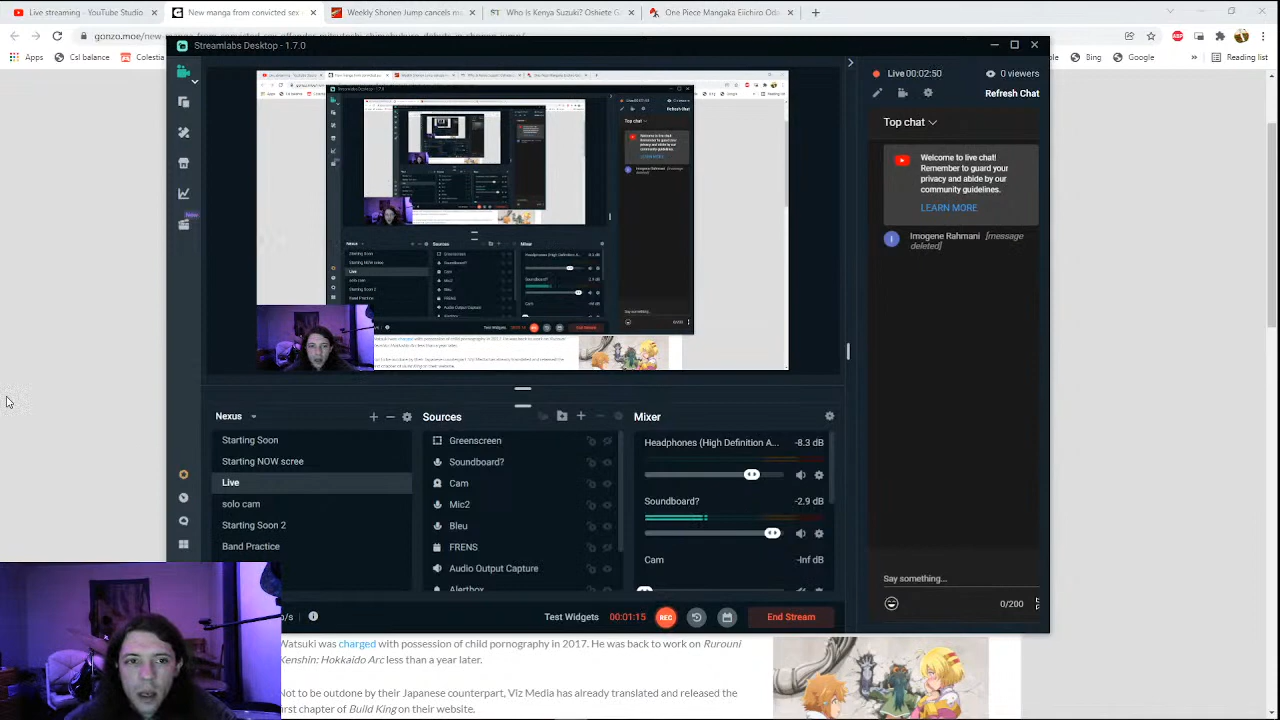 Live streaming - YouTube Studio
New manga from convicted sex
Weekly Shonen Jump cancels m
Who Is Kenya Suzuki? Oshiete G
One Piece Mangaka Eiichiro Od
Csl balance
Celestia
Google
Bing
Bookmarks
Reading list
Streamlabs Desktop - 1.7.0
Live 00:02:50
0 viewers
Refresh Chat
Top chat
Welcome to live chat!
Remember to guard your
privacy and abide by our
community guidelines.
LEARN MORE
Imogene Rahmani [message
deleted]
Nexus
Starting Soon
Starting NOW scree
Live
solo cam
Starting Soon 2
Band Practice
Sources
Greenscreen
Soundboard?
Cam
Mic2
Bleu
FRENS
Audio Output Capture
Alertbox
Mixer
Headphones (High Definition A...
-8.3 dB
Soundboard?
-2.9 dB
Cam
-Inf dB
Say something...
0/200
Test Widgets
00:01:15
REC
End Stream
Watsuki was charged with possession of child pornography in 2017. He was back to work on Rurouni
Kenshin: Hokkaido Arc less than a year later.
Not to be outdone by their Japanese counterpart, Viz Media has already translated and released the
first chapter of Build King on their website.